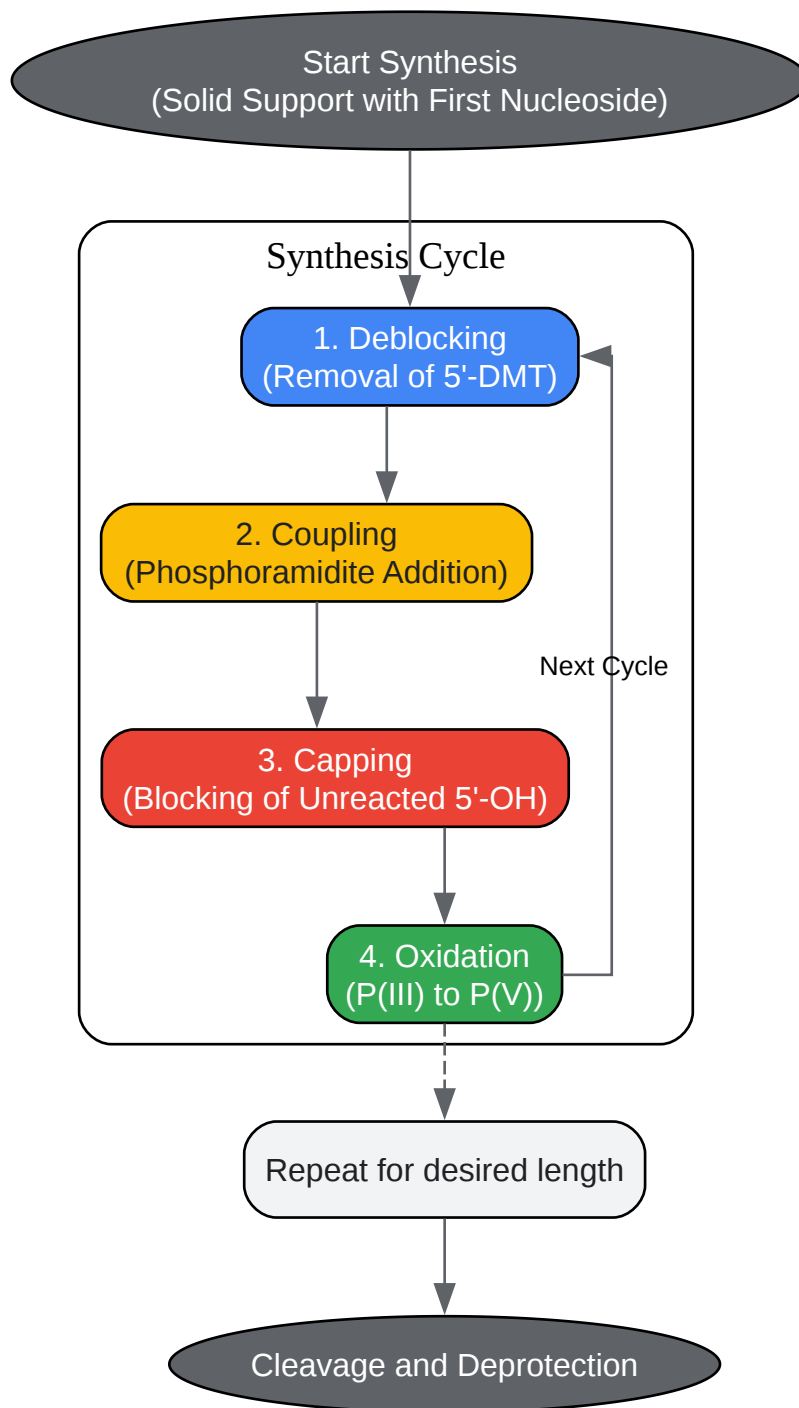 Start Synthesis
(Solid Support with First Nucleoside)
Synthesis Cycle
1. Deblocking
(Removal of 5'-DMT)
2. Coupling
(Phosphoramidite Addition)
Next Cycle
3. Capping
(Blocking of Unreacted 5'-OH)
4. Oxidation
(P(III) to P(V))
Repeat for desired length
Cleavage and Deprotection